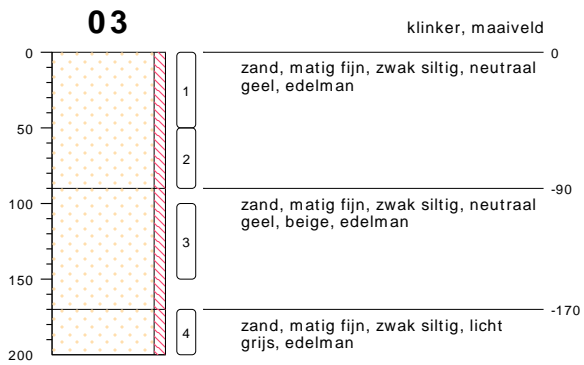 03
klinker, maaiveld
0
0
zand, matig fijn, zwak siltig, neutraal
geel, edelman
1
50
2
-90
100
zand, matig fijn, zwak siltig, neutraal
geel, beige, edelman
3
150
-170
zand, matig fijn, zwak siltig, licht
grijs, edelman
4
200